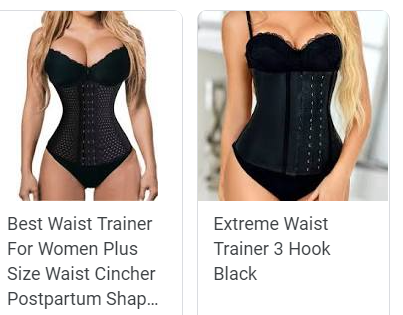 Best Waist Trainer
For Women Plus
Size Waist Cincher
Postpartum Shap...
Extreme Waist
Trainer 3 Hook
Black